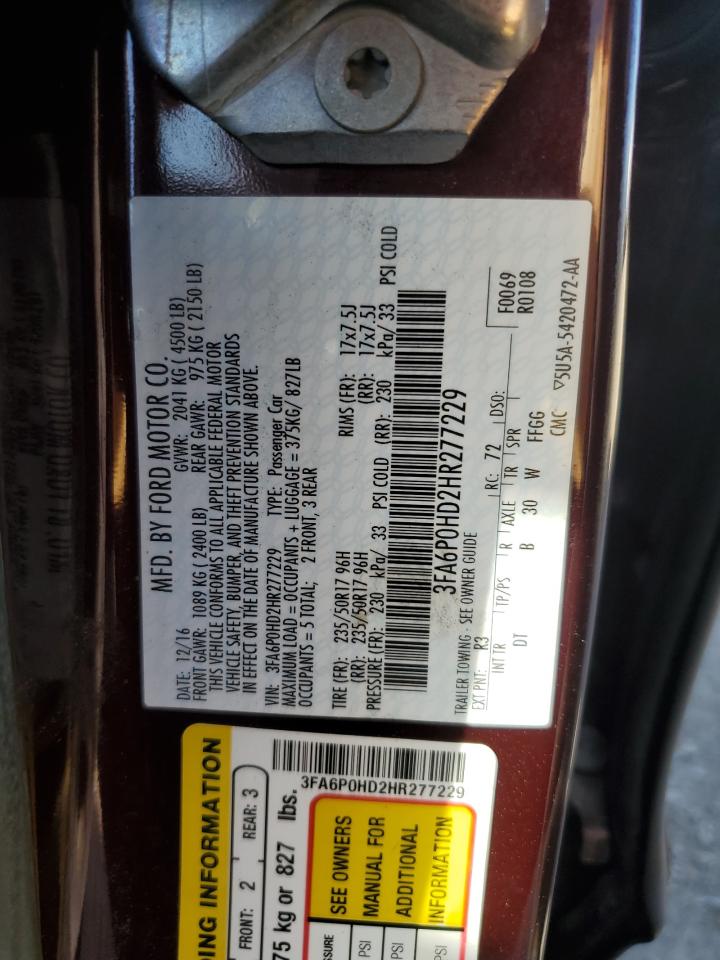 MFD. BY FORD MOTOR CO.
DATE: 12/16 GVWR: 2041 KG ( 4500 LB)
FRONT GAWR: 1089 KG (2400 LB) REAR GAWR: 975 KG ( 2150 LB)
THIS VEHICLE CONFORMS TO ALL APPLICABLE FEDERAL MOTOR
VEHICLE SAFETY, BUMPER, AND THEFT PREVENTION STANDARDS
IN EFFECT ON THE DATE OF MANUFACTURE SHOWN ABOVE.
VIN: 3FA6P0HD2HR277229 TYPE: Passenger Car
MAXIMUM LOAD = OCCUPANTS + LUGGAGE = 375KG/ 827LB
OCCUPANTS = 5 TOTAL; 2 FRONT, 3 REAR
TIRE (FR): 235/50R17 96H RIMS (FR): 17x7.5J
(RR): 235/50R17 96H (RR): 17x7.5J
PRESSURE (FR): 230 kPa/ 33 PSI COLD (RR): 230 kPa/ 33 PSI COLD
3FA6P0HD2HR277229
TRAILER TOWING - SEE OWNER GUIDE
EXT PNT: R3 RC: 72 DSO: F0069
R0108
INT TR TP/PS R AXLE TR SPR
DT B 30 W FFGG
CMC ▽5U5A-5420472-AA
DING INFORMATION
FRONT: 2 REAR: 3
75 kg or 827 lbs.
3FA6P0HD2HR277229
SEE OWNERS
MANUAL FOR
ADDITIONAL
INFORMATION
SSURE
PSI
PSI
PSI